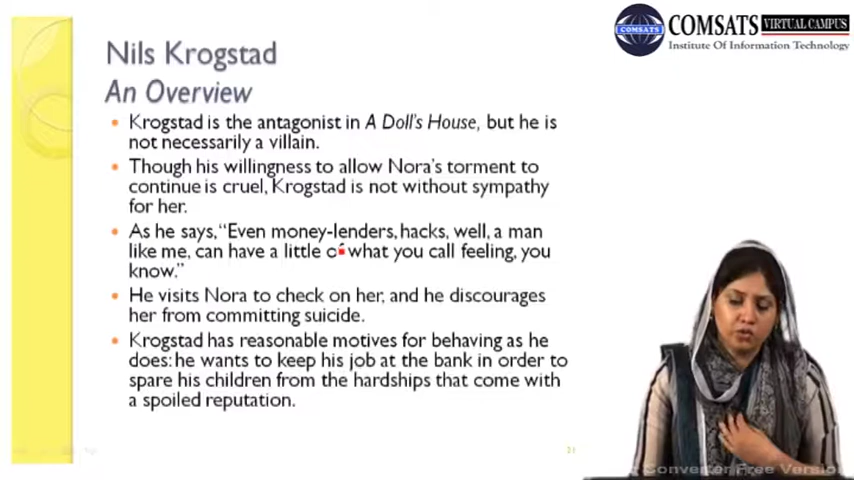 COMSATS VIRTUAL CAMPUS
COMSATS
Institute Of Information Technology
Nils Krogstad
An Overview
• Krogstad is the antagonist in A Doll's House, but he is
not necessarily a villain.
• Though his willingness to allow Nora's torment to
continue is cruel, Krogstad is not without sympathy
for her.
• As he says, "Even money-lenders, hacks, well, a man
like me, can have a little of what you call feeling, you
know."
• He visits Nora to check on her, and he discourages
her from committing suicide.
• Krogstad has reasonable motives for behaving as he
does: he wants to keep his job at the bank in order to
spare his children from the hardships that come with
a spoiled reputation.
21
Converter Free Version